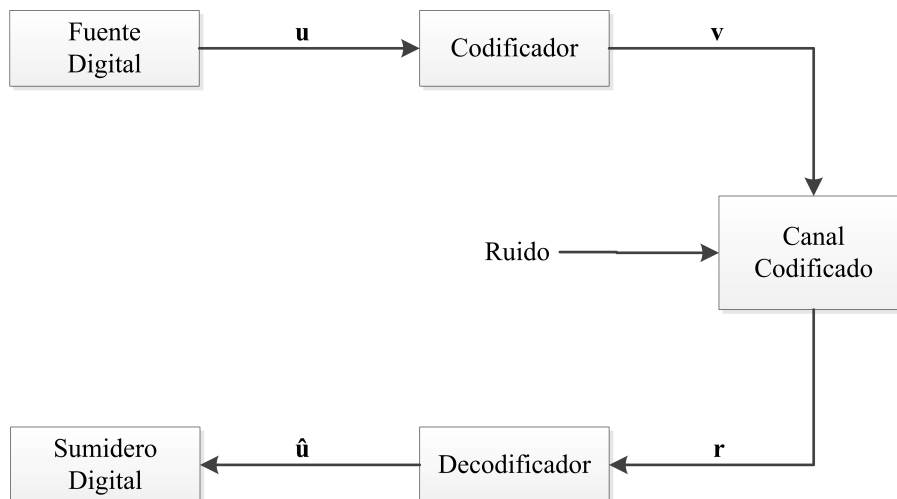 Fuente
Digital
u
Codificador
v
Ruido
Canal
Codificado
Sumidero
Digital
û
Decodificador
r